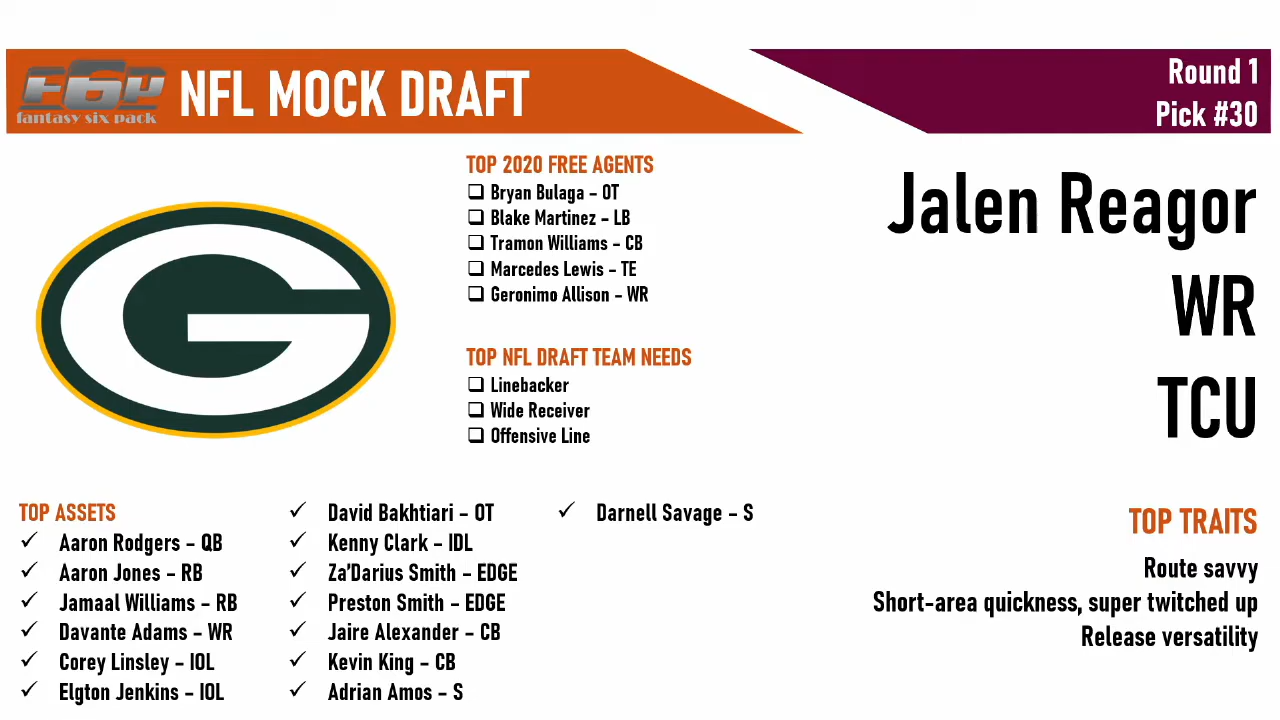 F6P
fantasy six pack
NFL MOCK DRAFT
Round 1
Pick #30
TOP 2020 FREE AGENTS
❑ Bryan Bulaga – OT
❑ Blake Martinez – LB
❑ Tramon Williams – CB
❑ Marcedes Lewis – TE
❑ Geronimo Allison – WR
TOP NFL DRAFT TEAM NEEDS
❑ Linebacker
❑ Wide Receiver
❑ Offensive Line
Jalen Reagor
WR
TCU
G
TOP ASSETS
✓ Aaron Rodgers – QB
✓ Aaron Jones – RB
✓ Jamaal Williams – RB
✓ Davante Adams – WR
✓ Corey Linsley – IOL
✓ Elgton Jenkins – IOL
✓ David Bakhtiari – OT
✓ Kenny Clark – IDL
✓ Za’Darius Smith – EDGE
✓ Preston Smith – EDGE
✓ Jaire Alexander – CB
✓ Kevin King – CB
✓ Adrian Amos – S
✓ Darnell Savage – S
TOP TRAITS
Route savvy
Short-area quickness, super twitched up
Release versatility